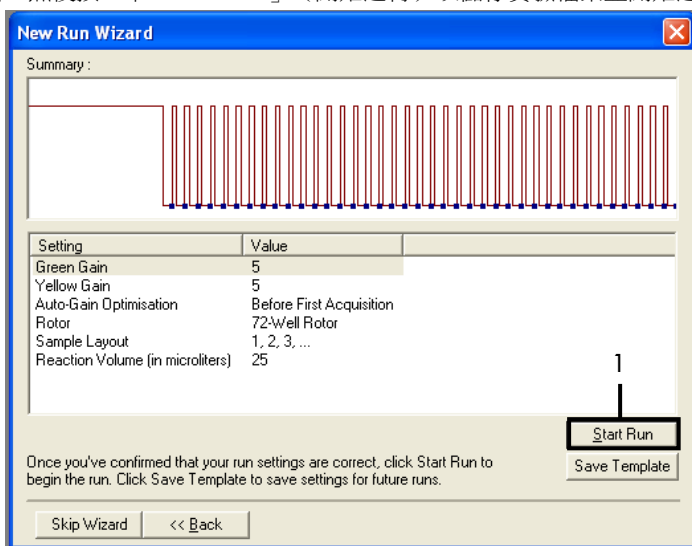 New Run Wizard
Summary :
Setting Value
Green Gain 5
Yellow Gain 5
Auto-Gain Optimisation Before First Acquisition
Rotor 72-Well Rotor
Sample Layout 1, 2, 3, ...
Reaction Volume (in microliters) 25
1
Start Run
Once you've confirmed that your run settings are correct, click Start Run to
begin the run. Click Save Template to save settings for future runs.
Save Template
Skip Wizard << Back